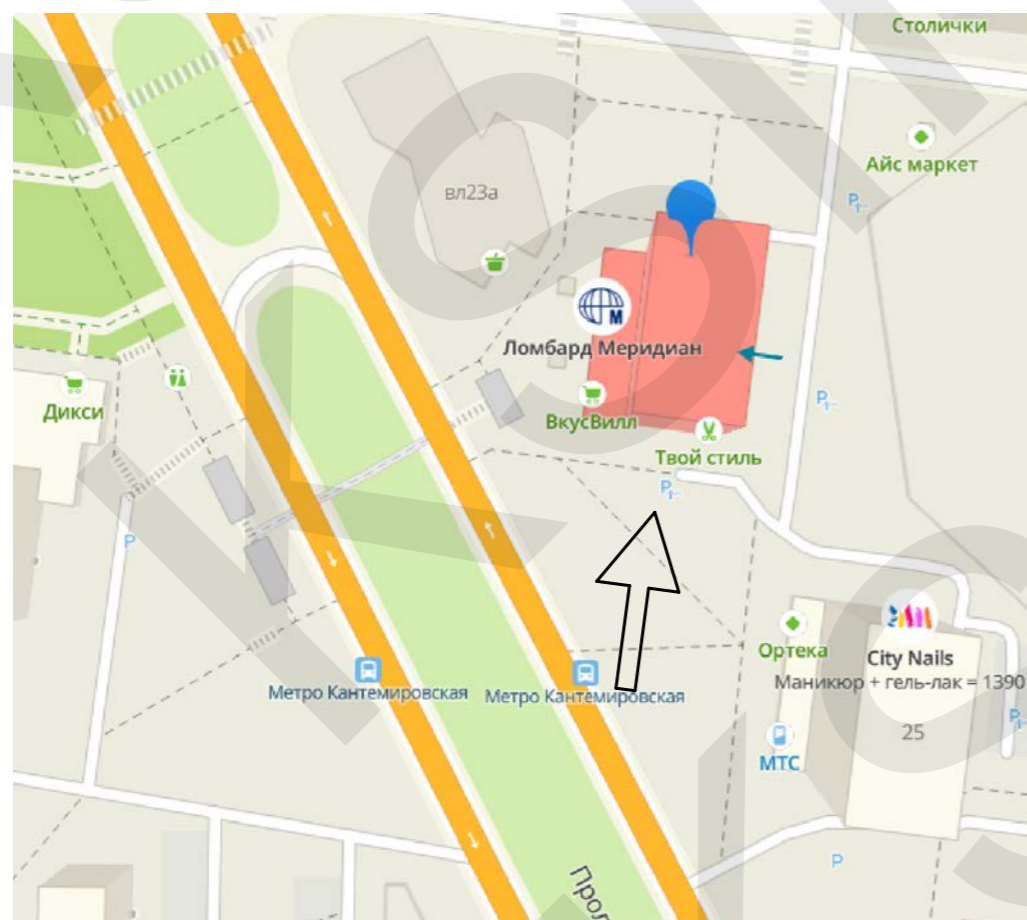 Столички
Айс маркет
P
вл23а
M
Ломбард Меридиан
Дикси
ВкусВилл
P
Твой стиль
P
P
Ортека
City Nails
Маникюр + гель-лак = 1390
Метро Кантемировская
Метро Кантемировская
P
25
МТС
P
Прол